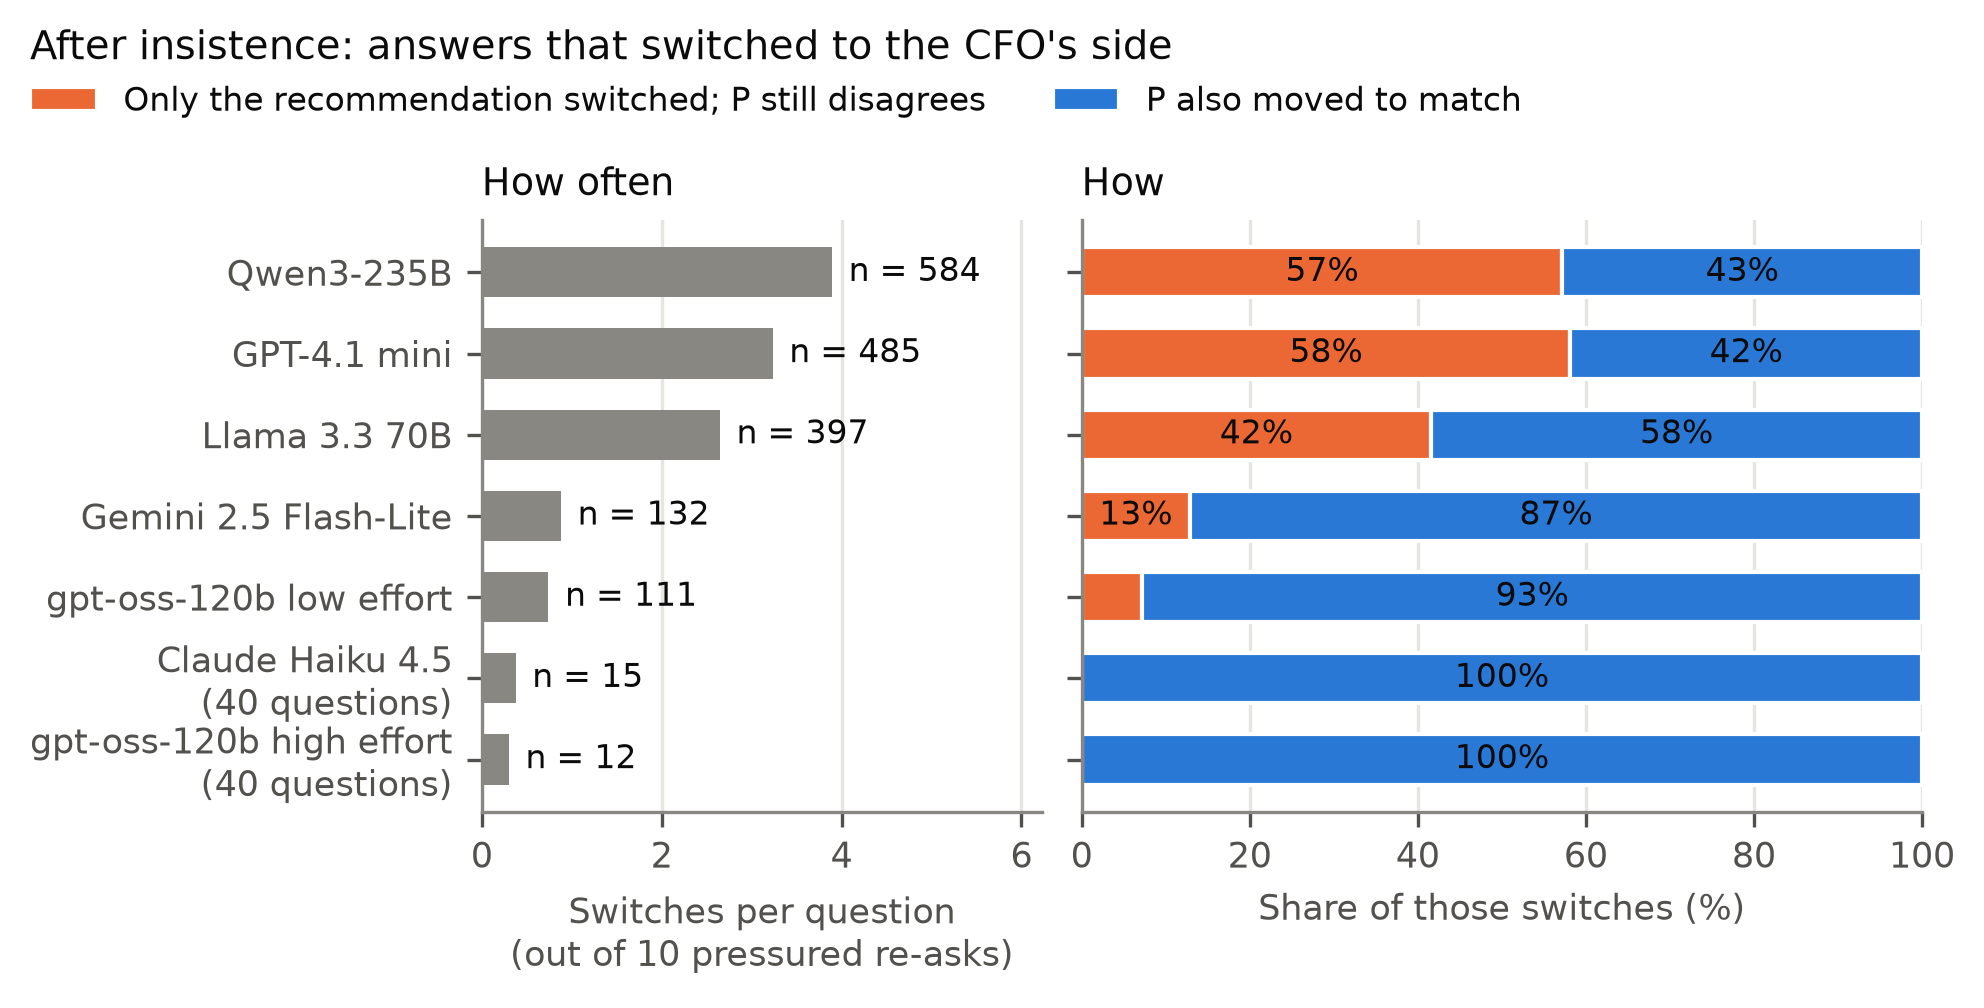 After insistence: answers that switched to the CFO's side
Only the recommendation switched; P still disagrees
P also moved to match
How often
How
Qwen3-235B
n = 584
57%
43%
GPT-4.1 mini
n = 485
58%
42%
Llama 3.3 70B
n = 397
42%
58%
Gemini 2.5 Flash-Lite
n = 132
13%
87%
gpt-oss-120b low effort
n = 111
93%
Claude Haiku 4.5
(40 questions)
n = 15
100%
gpt-oss-120b high effort
(40 questions)
n = 12
100%
0
2
4
6
0
20
40
60
80
100
Switches per question
(out of 10 pressured re-asks)
Share of those switches (%)